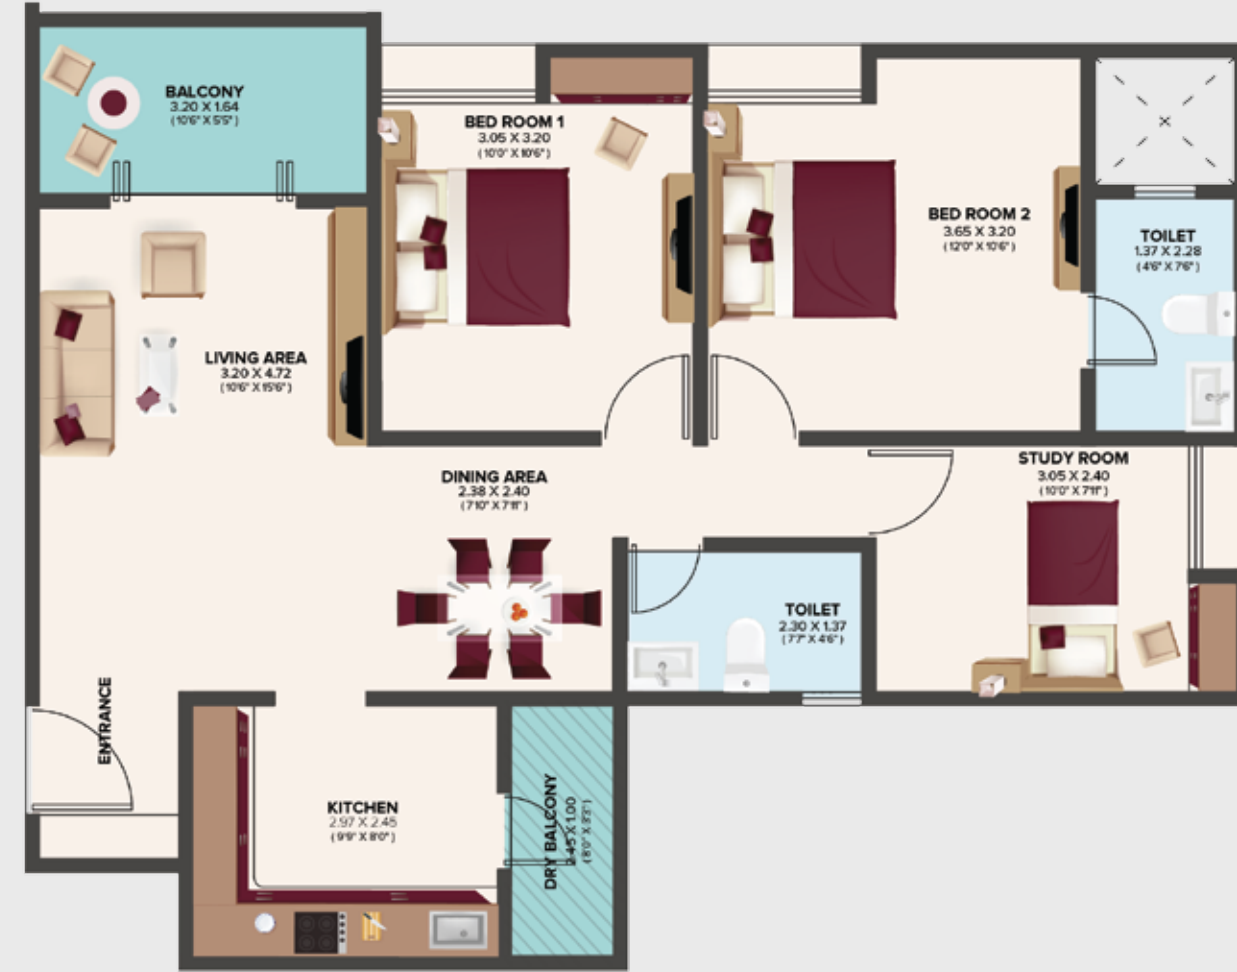 BALCONY
3.20 X 1.64
(10'6" X 5'5")
BED ROOM 1
3.05 X 3.20
(10'0" X 10'6")
BED ROOM 2
3.65 X 3.20
(12'0" X 10'6")
TOILET
1.37 X 2.28
(4'6" X 7'6")
LIVING AREA
3.20 X 4.72
(10'6" X 15'6")
DINING AREA
2.38 X 2.40
(7'10" X 7'11")
STUDY ROOM
3.05 X 2.40
(10'0" X 7'11")
TOILET
2.30 X 1.37
(7'7" X 4'6")
ENTRANCE
KITCHEN
2.97 X 2.45
(9'9" X 8'0")
DRY BALCONY
2.45 X 1.00
(8'0" X 3'3")